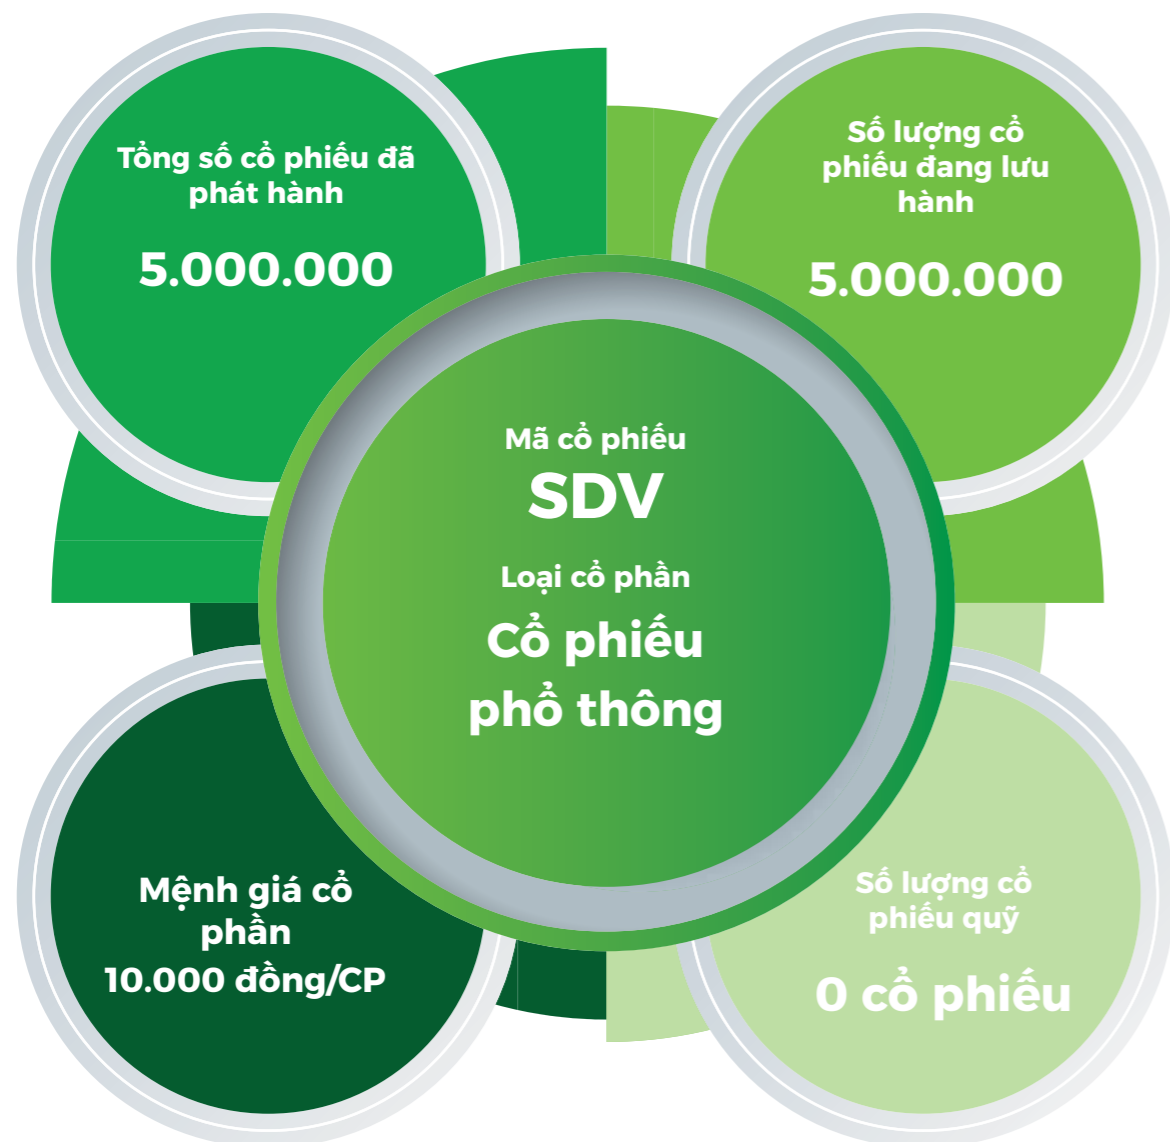 Tổng số cổ phiếu đã
phát hành
5.000.000
Số lượng cổ
phiếu đang lưu
hành
5.000.000
Mã cổ phiếu
SDV
Loại cổ phần
Cổ phiếu
phổ thông
Mệnh giá cổ
phần
10.000 đồng/CP
Số lượng cổ
phiếu quỹ
0 cổ phiếu